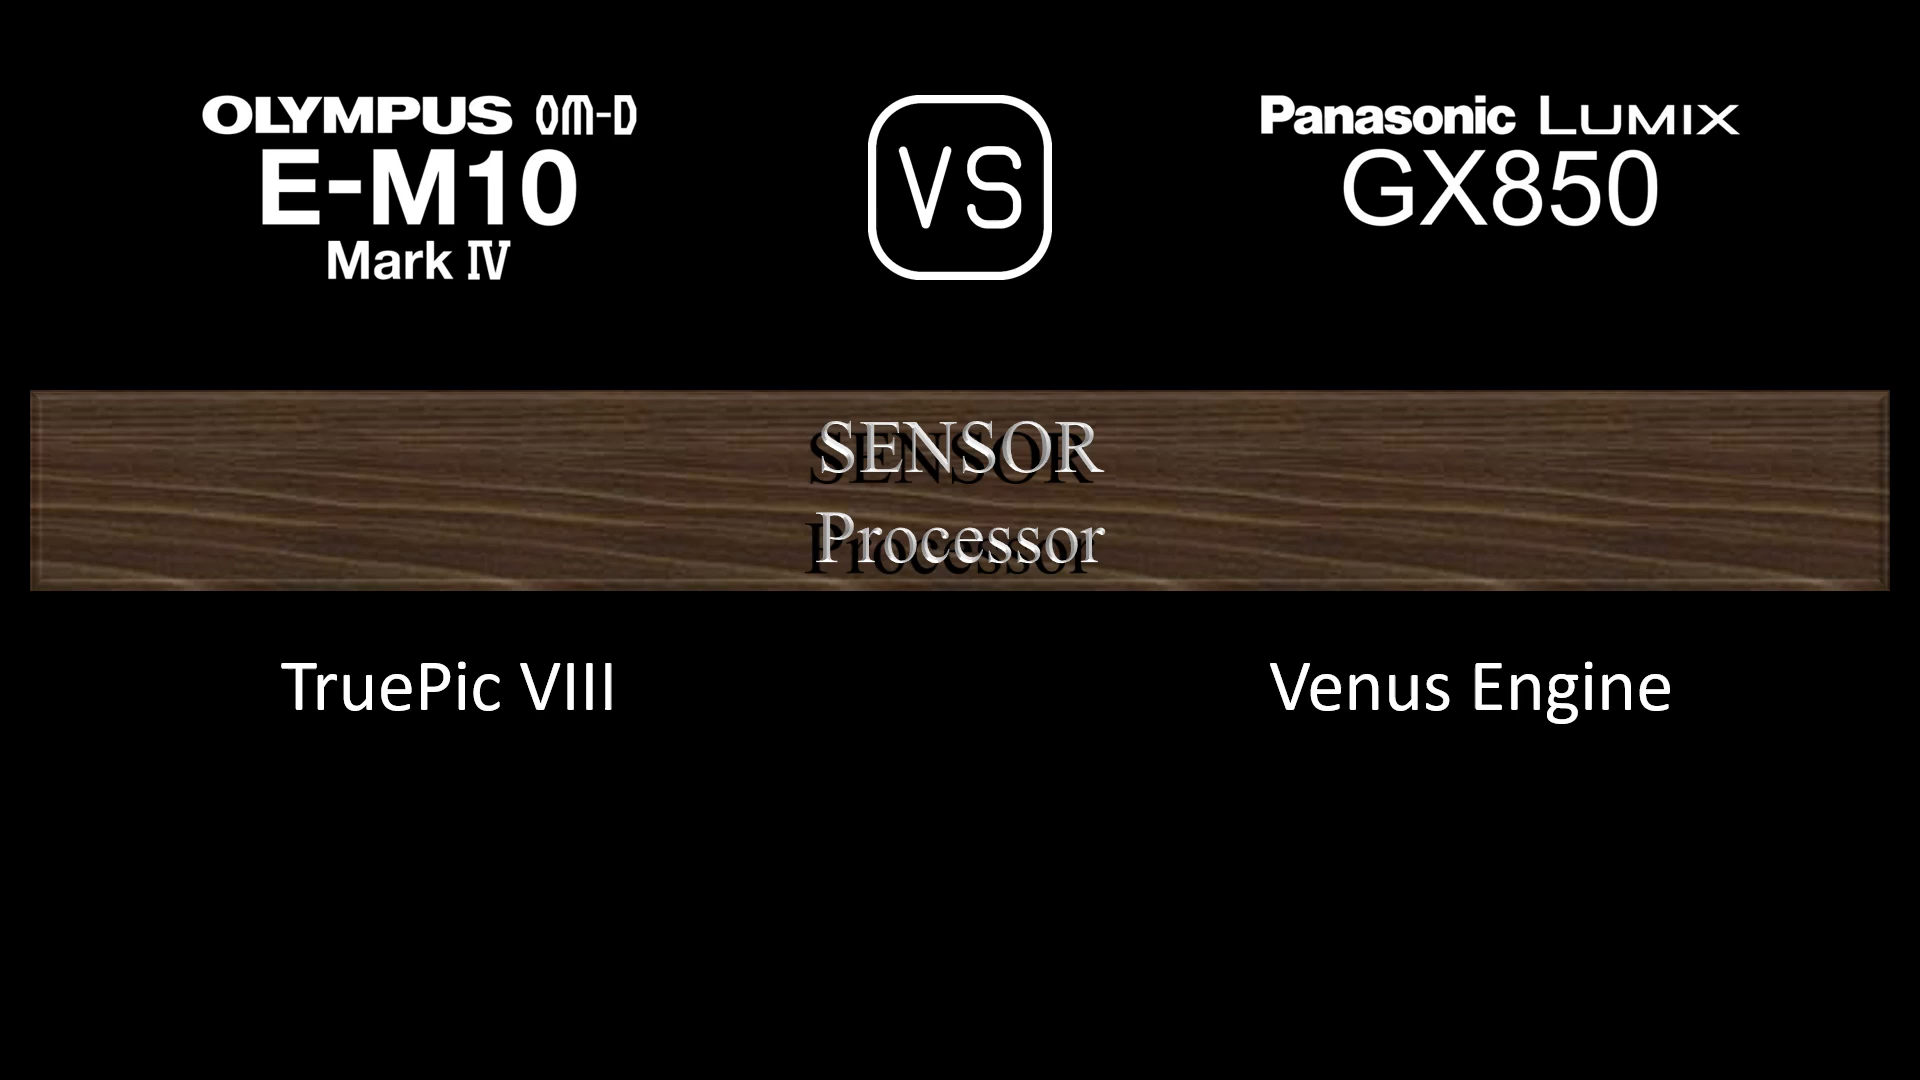 OLYMPUS OM-D
E-M10
Mark IV
VS
Panasonic LUMIX
GX850
SENSOR
Processor
TruePic VIII
Venus Engine